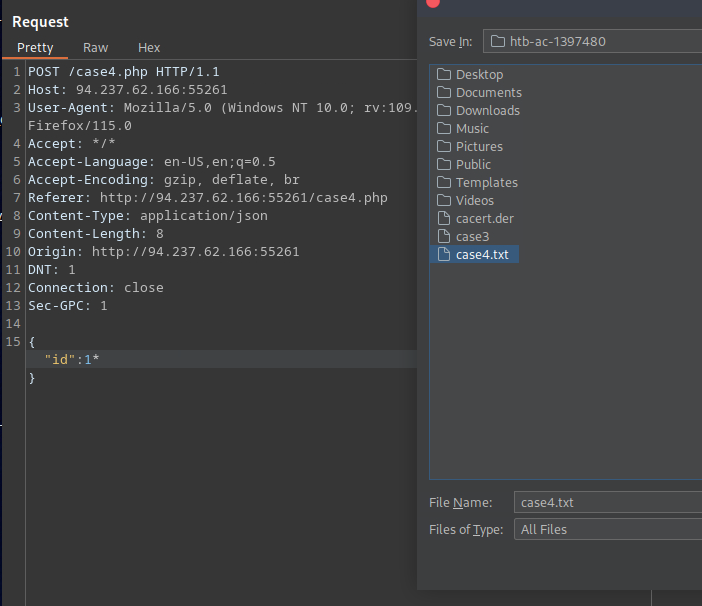 Request
Pretty Raw Hex
1 POST /case4.php HTTP/1.1
2 Host: 94.237.62.166:55261
3 User-Agent: Mozilla/5.0 (Windows NT 10.0; rv:109.
Firefox/115.0
4 Accept: */*
5 Accept-Language: en-US,en;q=0.5
6 Accept-Encoding: gzip, deflate, br
7 Referer: http://94.237.62.166:55261/case4.php
8 Content-Type: application/json
9 Content-Length: 8
10 Origin: http://94.237.62.166:55261
11 DNT: 1
12 Connection: close
13 Sec-GPC: 1
14
15 {
"id":1*
}
Save In: htb-ac-1397480
Desktop
Documents
Downloads
Music
Pictures
Public
Templates
Videos
cacert.der
case3
case4.txt
File Name: case4.txt
Files of Type: All Files